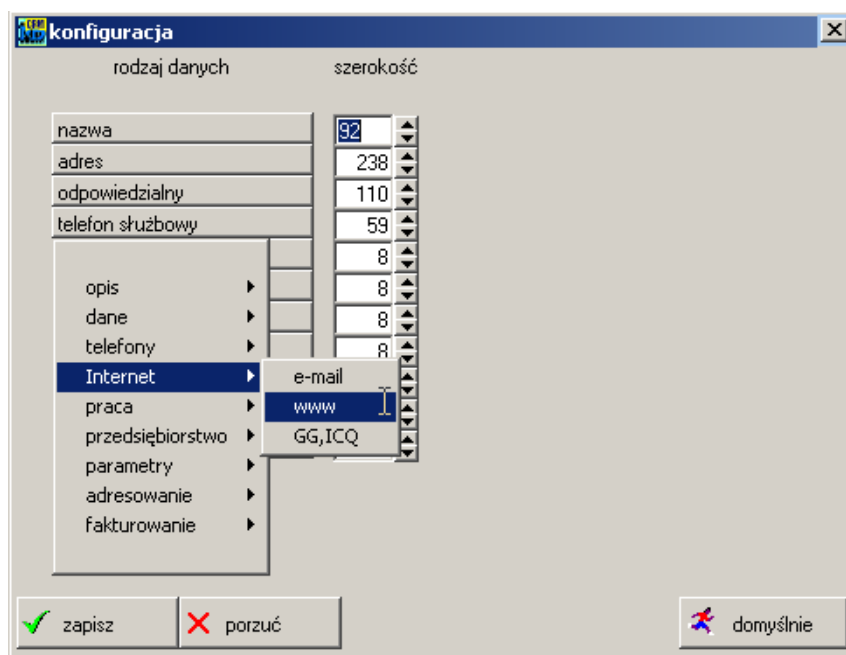 konfiguracja
rodzaj danych szerokość
nazwa 92
adres 238
odpowiedzialny 110
telefon służbowy 59
8
opis 8
dane 8
telefony 8
Internet e-mail
praca www
przedsiębiorstwo GG,ICQ
parametry
adresowanie
fakturowanie
zapisz porzuć domyślnie